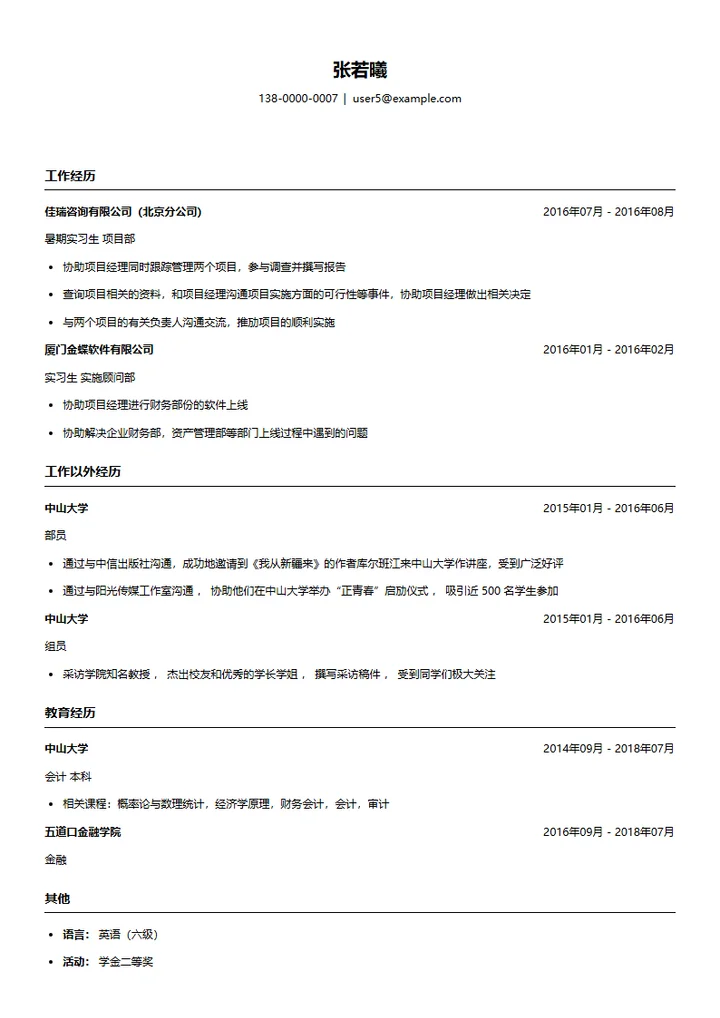 张若曦
138-0000-0007 | user5@example.com
工作经历
佳瑞咨询有限公司（北京分公司） 2016年07月 - 2016年08月
暑期实习生 项目部
• 协助项目经理同时跟踪管理两个项目，参与调查并撰写报告
• 查询项目相关的资料，和项目经理沟通项目实施方面的可行性等事件，协助项目经理做出相关决定
• 与两个项目的有关负责人沟通交流，推励项目的顺利实施
厦门金蝶软件有限公司 2016年01月 - 2016年02月
实习生 实施顾问部
• 协助项目经理进行财务部份的软件上线
• 协助解决企业财务部，资产管理部等部门上线过程中遇到的问题
工作以外经历
中山大学 2015年01月 - 2016年06月
部员
• 通过与中信出版社沟通，成功地邀请到《我从新疆来》的作者库尔班江来中山大学作讲座，受到广泛好评
• 通过与阳光传媒工作室沟通 ， 协助他们在中山大学举办“正青春”启励仪式 ， 吸引近 500 名学生参加
中山大学 2015年01月 - 2016年06月
组员
• 采访学院知名教授 ， 杰出校友和优秀的学长学姐 ， 撰写采访稿件 ， 受到同学们极大关注
教育经历
中山大学 2014年09月 - 2018年07月
会计 本科
• 相关课程：概率论与数理统计，经济学原理，财务会计，会计，审计
五道口金融学院 2016年09月 - 2018年07月
金融
其他
• 语言： 英语（六级）
• 活动： 学金二等奖